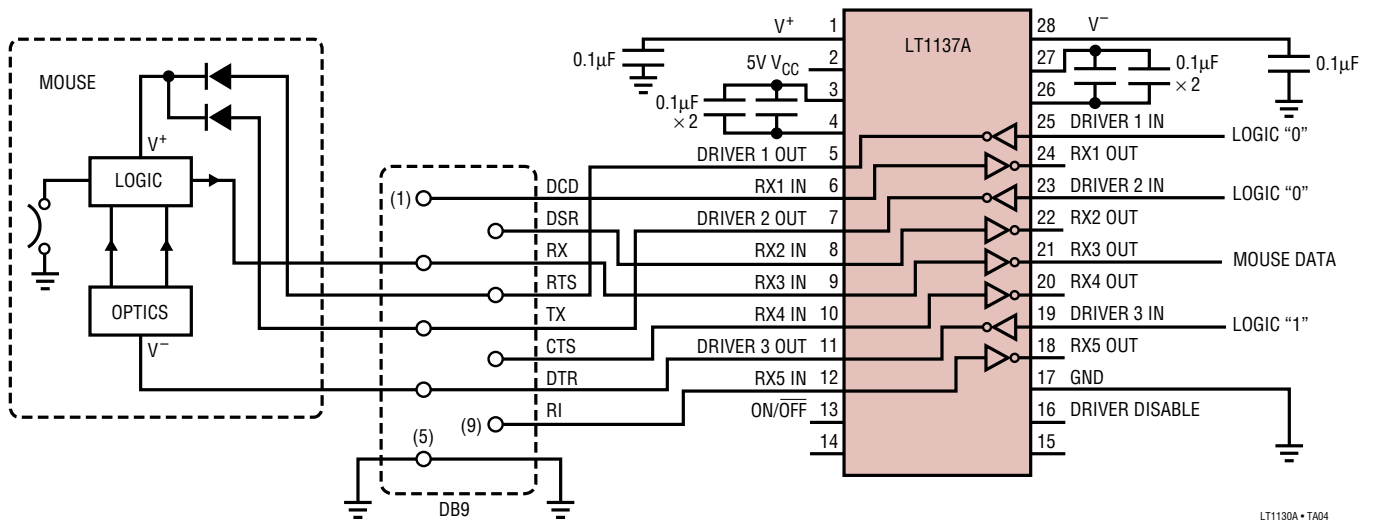 MOUSE
V+
LOGIC
OPTICS
V−
(1)
(9)
(5)
DB9
DCD
DSR
RX
RTS
TX
CTS
DTR
RI
0.1µF
V+ 1
5V VCC 2
0.1µF
× 2
3
4
DRIVER 1 OUT 5
RX1 IN 6
DRIVER 2 OUT 7
RX2 IN 8
RX3 IN 9
RX4 IN 10
DRIVER 3 OUT 11
RX5 IN 12
ON/OFF 13
14
LT1137A
28 V−
27
26
0.1µF
× 2
0.1µF
25 DRIVER 1 IN
LOGIC “0”
24 RX1 OUT
23 DRIVER 2 IN
LOGIC “0”
22 RX2 OUT
21 RX3 OUT
MOUSE DATA
20 RX4 OUT
19 DRIVER 3 IN
LOGIC “1”
18 RX5 OUT
17 GND
16 DRIVER DISABLE
15
LT1130A • TA04